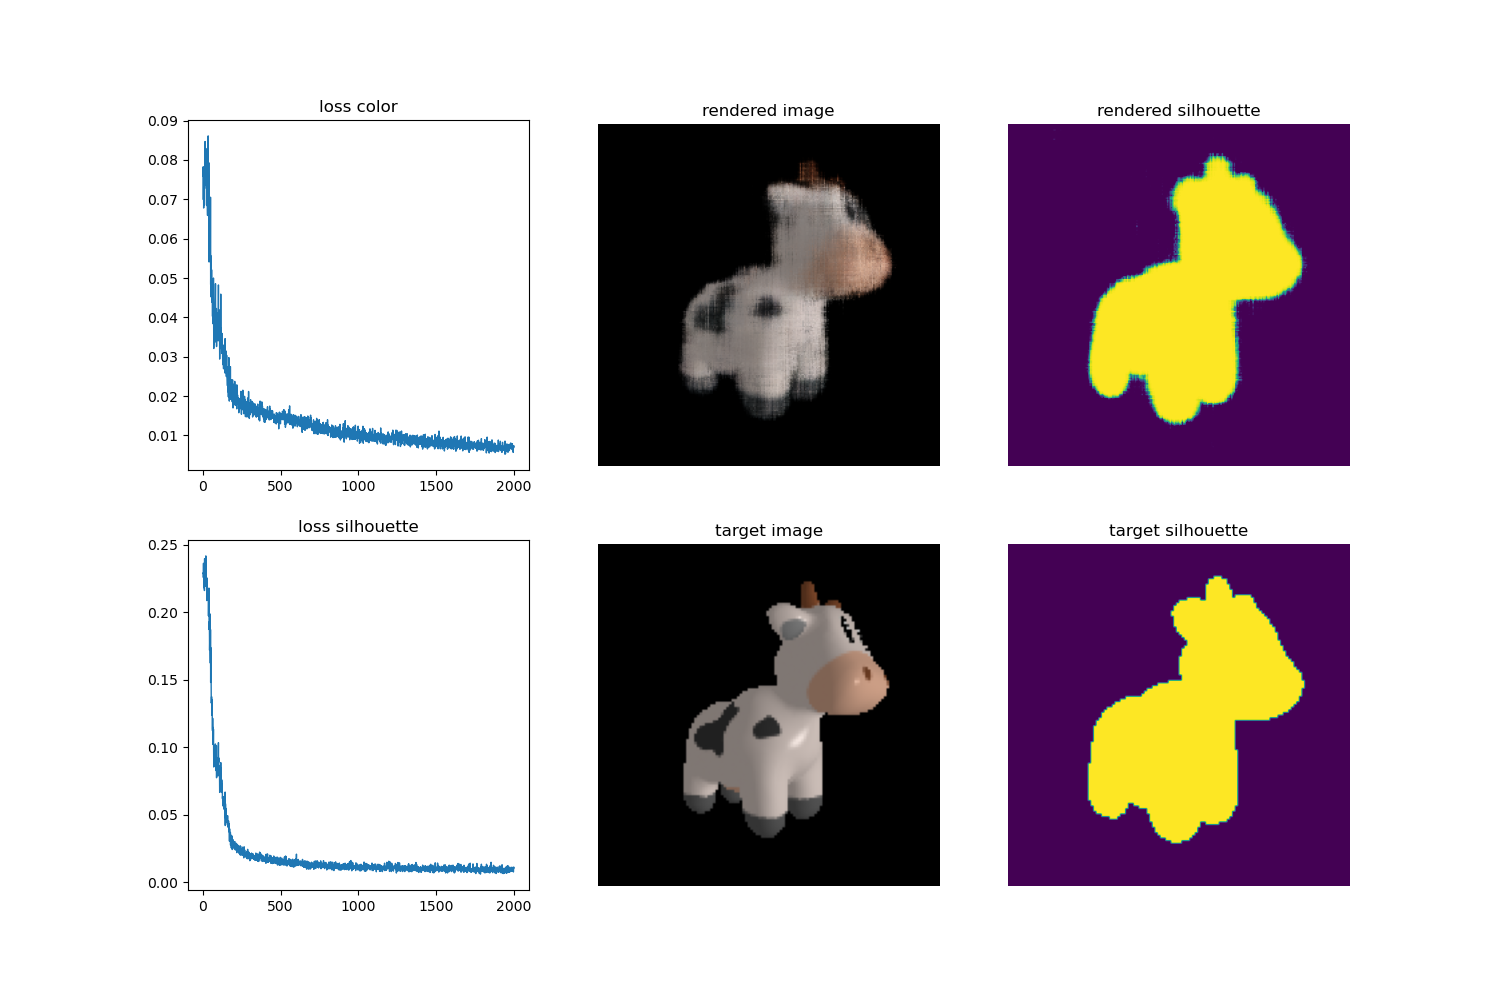 loss color
0.09
0.08
0.07
0.06
0.05
0.04
0.03
0.02
0.01
0 500 1000 1500 2000
rendered image
rendered silhouette
loss silhouette
0.25
0.20
0.15
0.10
0.05
0.00
0 500 1000 1500 2000
target image
target silhouette